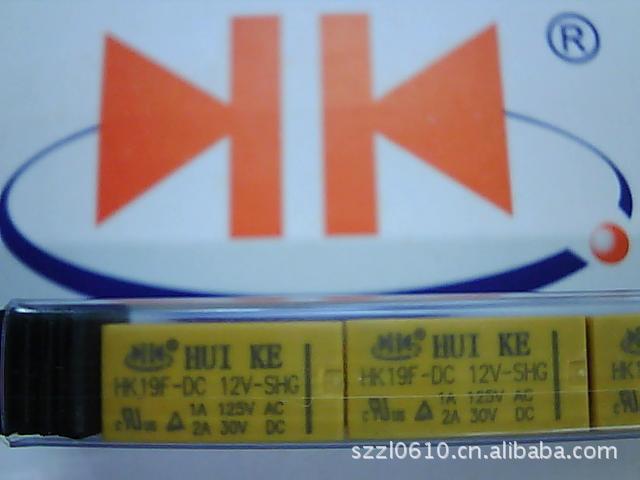 ®
HUI KE
HK19F-DC 12V-SHG
1A 125V AC
2A 30V DC
HUI KE
HK19F-DC 12V-SHG
1A 125V AC
2A 30V DC
szzl0610.cn.alibaba.com